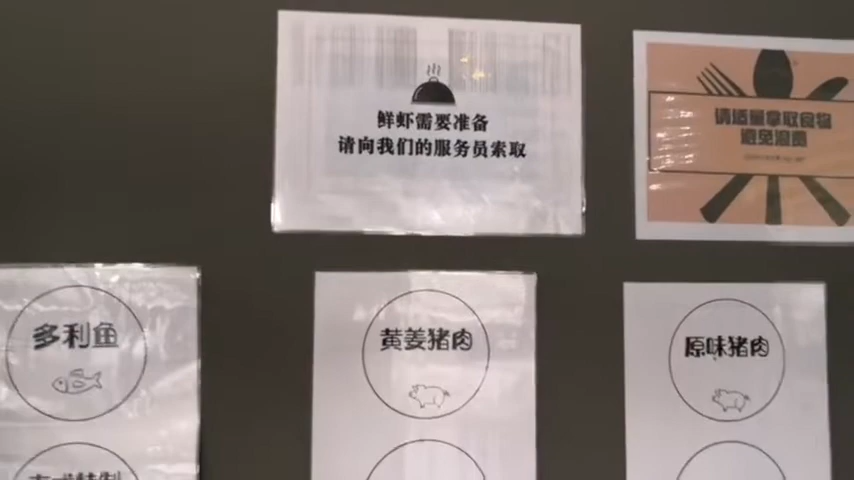 鲜虾需要准备
请向我们的服务员索取
请适量拿取食物
避免浪费
多利鱼
黄姜猪肉
原味猪肉